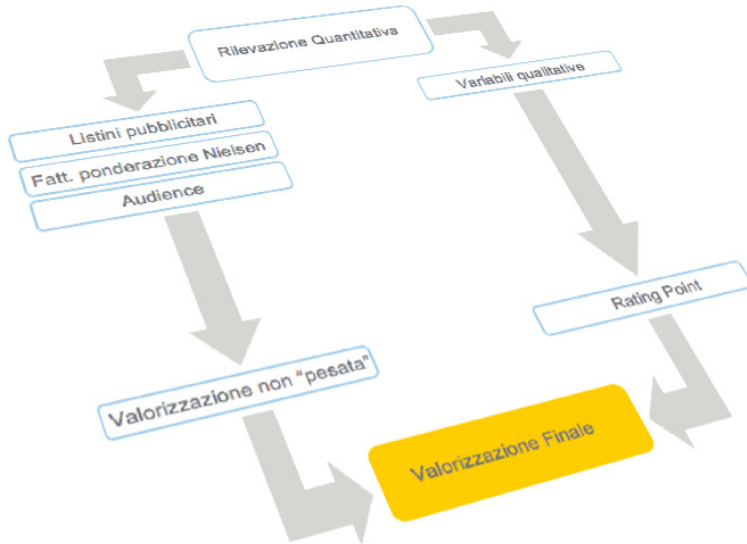 Rilevazione Quantitativa
Variabili qualitative
Listini pubblicitari
Fatt. ponderazione Nielsen
Audience
Rating Point
Valorizzazione non "pesata"
Valorizzazione Finale